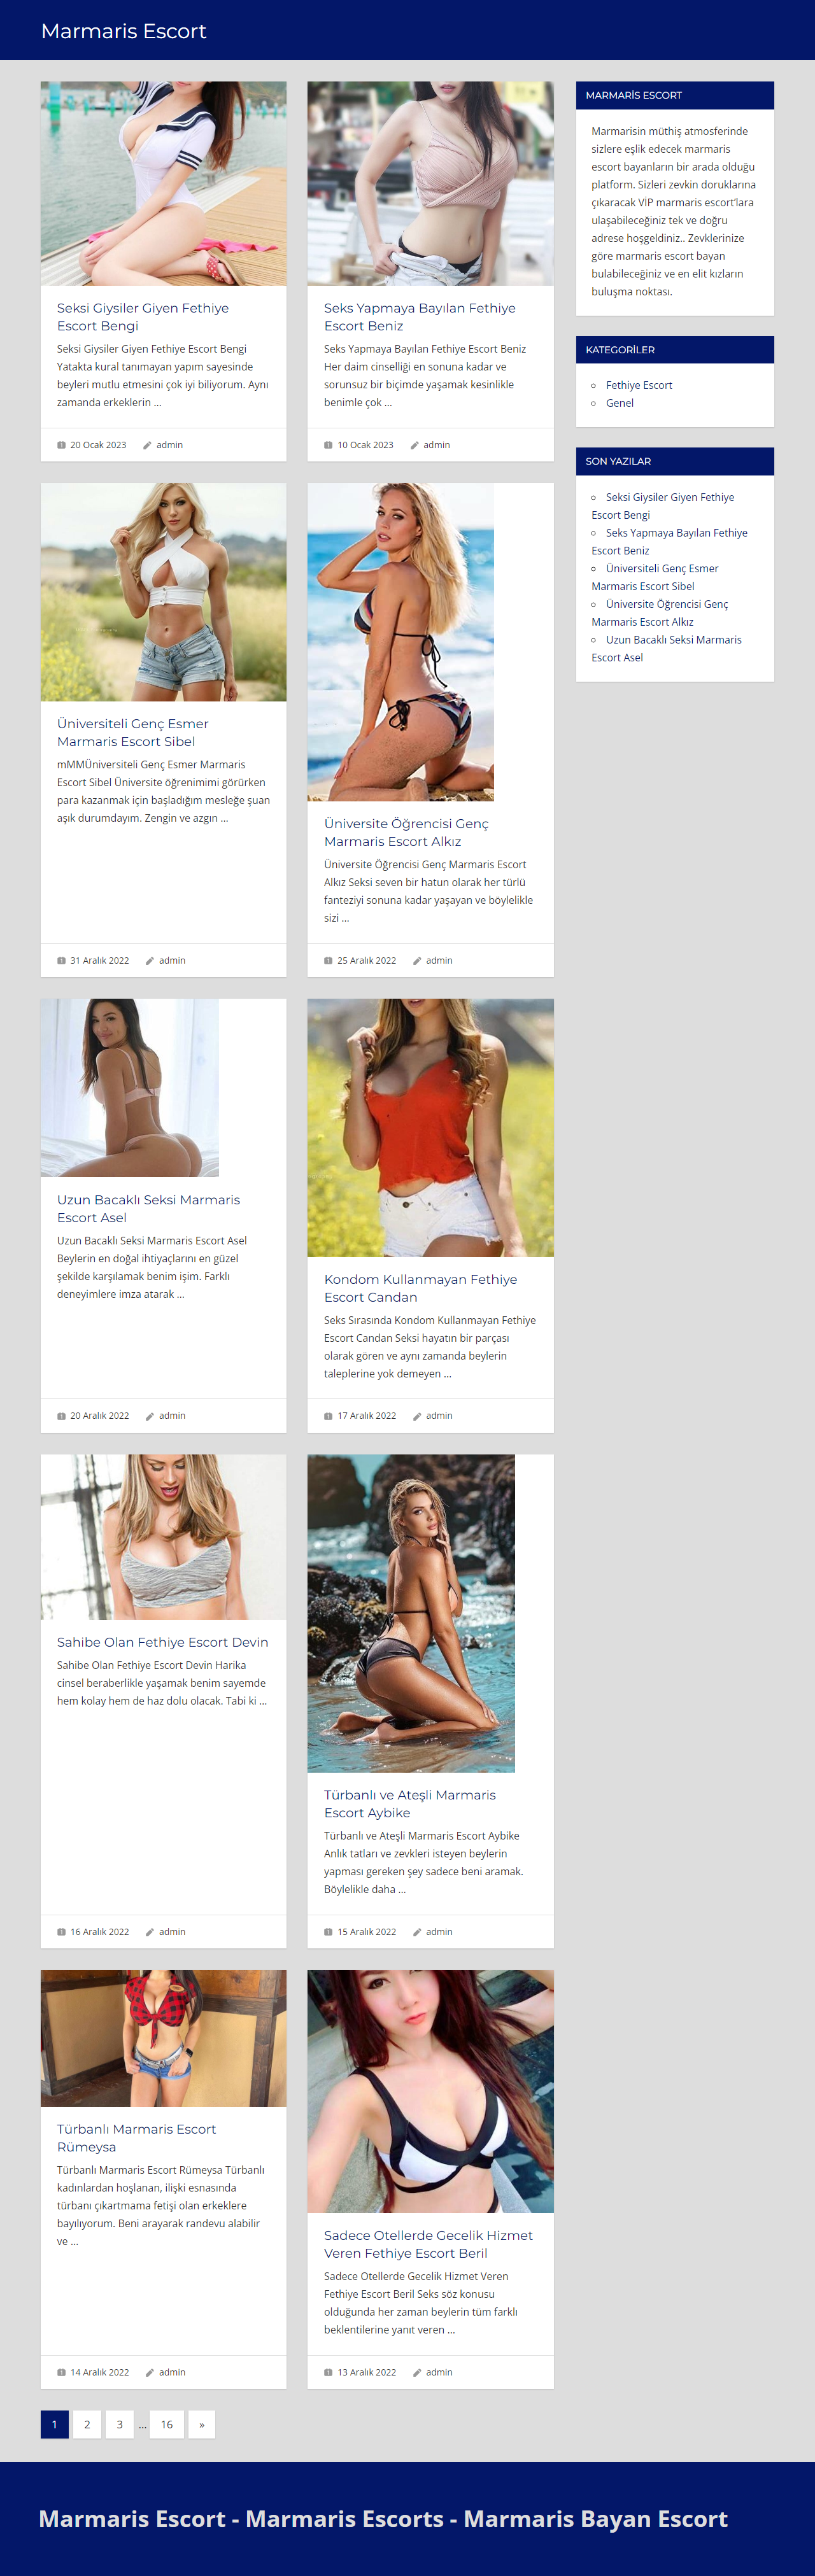 Marmaris Escort
Seksi Giysiler Giyen Fethiye
Escort Bengi
Seksi Giysiler Giyen Fethiye Escort Bengi
Yatakta kural tanımayan yapım sayesinde
beyleri mutlu etmesini çok iyi biliyorum. Aynı
zamanda erkeklerin ...
20 Ocak 2023 admin
Seks Yapmaya Bayılan Fethiye
Escort Beniz
Seks Yapmaya Bayılan Fethiye Escort Beniz
Her daim cinselliği en sonuna kadar ve
sorunsuz bir biçimde yaşamak kesinlikle
benimle çok ...
10 Ocak 2023 admin
Üniversiteli Genç Esmer
Marmaris Escort Sibel
mMMÜniversiteli Genç Esmer Marmaris
Escort Sibel Üniversite öğrenimimi görürken
para kazanmak için başladığım mesleğe şuan
aşık durumdayım. Zengin ve azgın ...
31 Aralık 2022 admin
Üniversite Öğrencisi Genç
Marmaris Escort Alkız
Üniversite Öğrencisi Genç Marmaris Escort
Alkız Seksi seven bir hatun olarak her türlü
fanteziyi sonuna kadar yaşayan ve böylelikle
sizi ...
25 Aralık 2022 admin
Uzun Bacaklı Seksi Marmaris
Escort Asel
Uzun Bacaklı Seksi Marmaris Escort Asel
Beylerin en doğal ihtiyaçlarını en güzel
şekilde karşılamak benim işim. Farklı
deneyimlere imza atarak ...
20 Aralık 2022 admin
Kondom Kullanmayan Fethiye
Escort Candan
Seks Sırasında Kondom Kullanmayan Fethiye
Escort Candan Seksi hayatın bir parçası
olarak gören ve aynı zamanda beylerin
taleplerine yok demeyen ...
17 Aralık 2022 admin
Sahibe Olan Fethiye Escort Devin
Sahibe Olan Fethiye Escort Devin Harika
cinsel beraberlikle yaşamak benim sayemde
hem kolay hem de haz dolu olacak. Tabi ki ...
16 Aralık 2022 admin
Türbanlı ve Ateşli Marmaris
Escort Aybike
Türbanlı ve Ateşli Marmaris Escort Aybike
Anlık tatları ve zevkleri isteyen beylerin
yapması gereken şey sadece beni aramak.
Böylelikle daha ...
15 Aralık 2022 admin
Türbanlı Marmaris Escort
Rümeysa
Türbanlı Marmaris Escort Rümeysa Türbanlı
kadınlardan hoşlanan, ilişki esnasında
türbanı çıkartmama fetişi olan erkeklere
bayılıyorum. Beni arayarak randevu alabilir
ve ...
14 Aralık 2022 admin
Sadece Otellerde Gecelik Hizmet
Veren Fethiye Escort Beril
Sadece Otellerde Gecelik Hizmet Veren
Fethiye Escort Beril Seks söz konusu
olduğunda her zaman beylerin tüm farklı
beklentilerine yanıt veren ...
13 Aralık 2022 admin
1 2 3 ... 16 »
MARMARİS ESCORT
Marmarisin müthiş atmosferinde
sizlere eşlik edecek marmaris
escort bayanların bir arada olduğu
platform. Sizleri zevkin doruklarına
çıkaracak VİP marmaris escort'lara
ulaşabileceğiniz tek ve doğru
adrese hoşgeldiniz.. Zevklerinize
göre marmaris escort bayan
bulabileceğiniz ve en elit kızların
buluşma noktası.
KATEGORİLER
Fethiye Escort
Genel
SON YAZILAR
Seksi Giysiler Giyen Fethiye
Escort Bengi
Seks Yapmaya Bayılan Fethiye
Escort Beniz
Üniversiteli Genç Esmer
Marmaris Escort Sibel
Üniversite Öğrencisi Genç
Marmaris Escort Alkız
Uzun Bacaklı Seksi Marmaris
Escort Asel
Marmaris Escort - Marmaris Escorts - Marmaris Bayan Escort